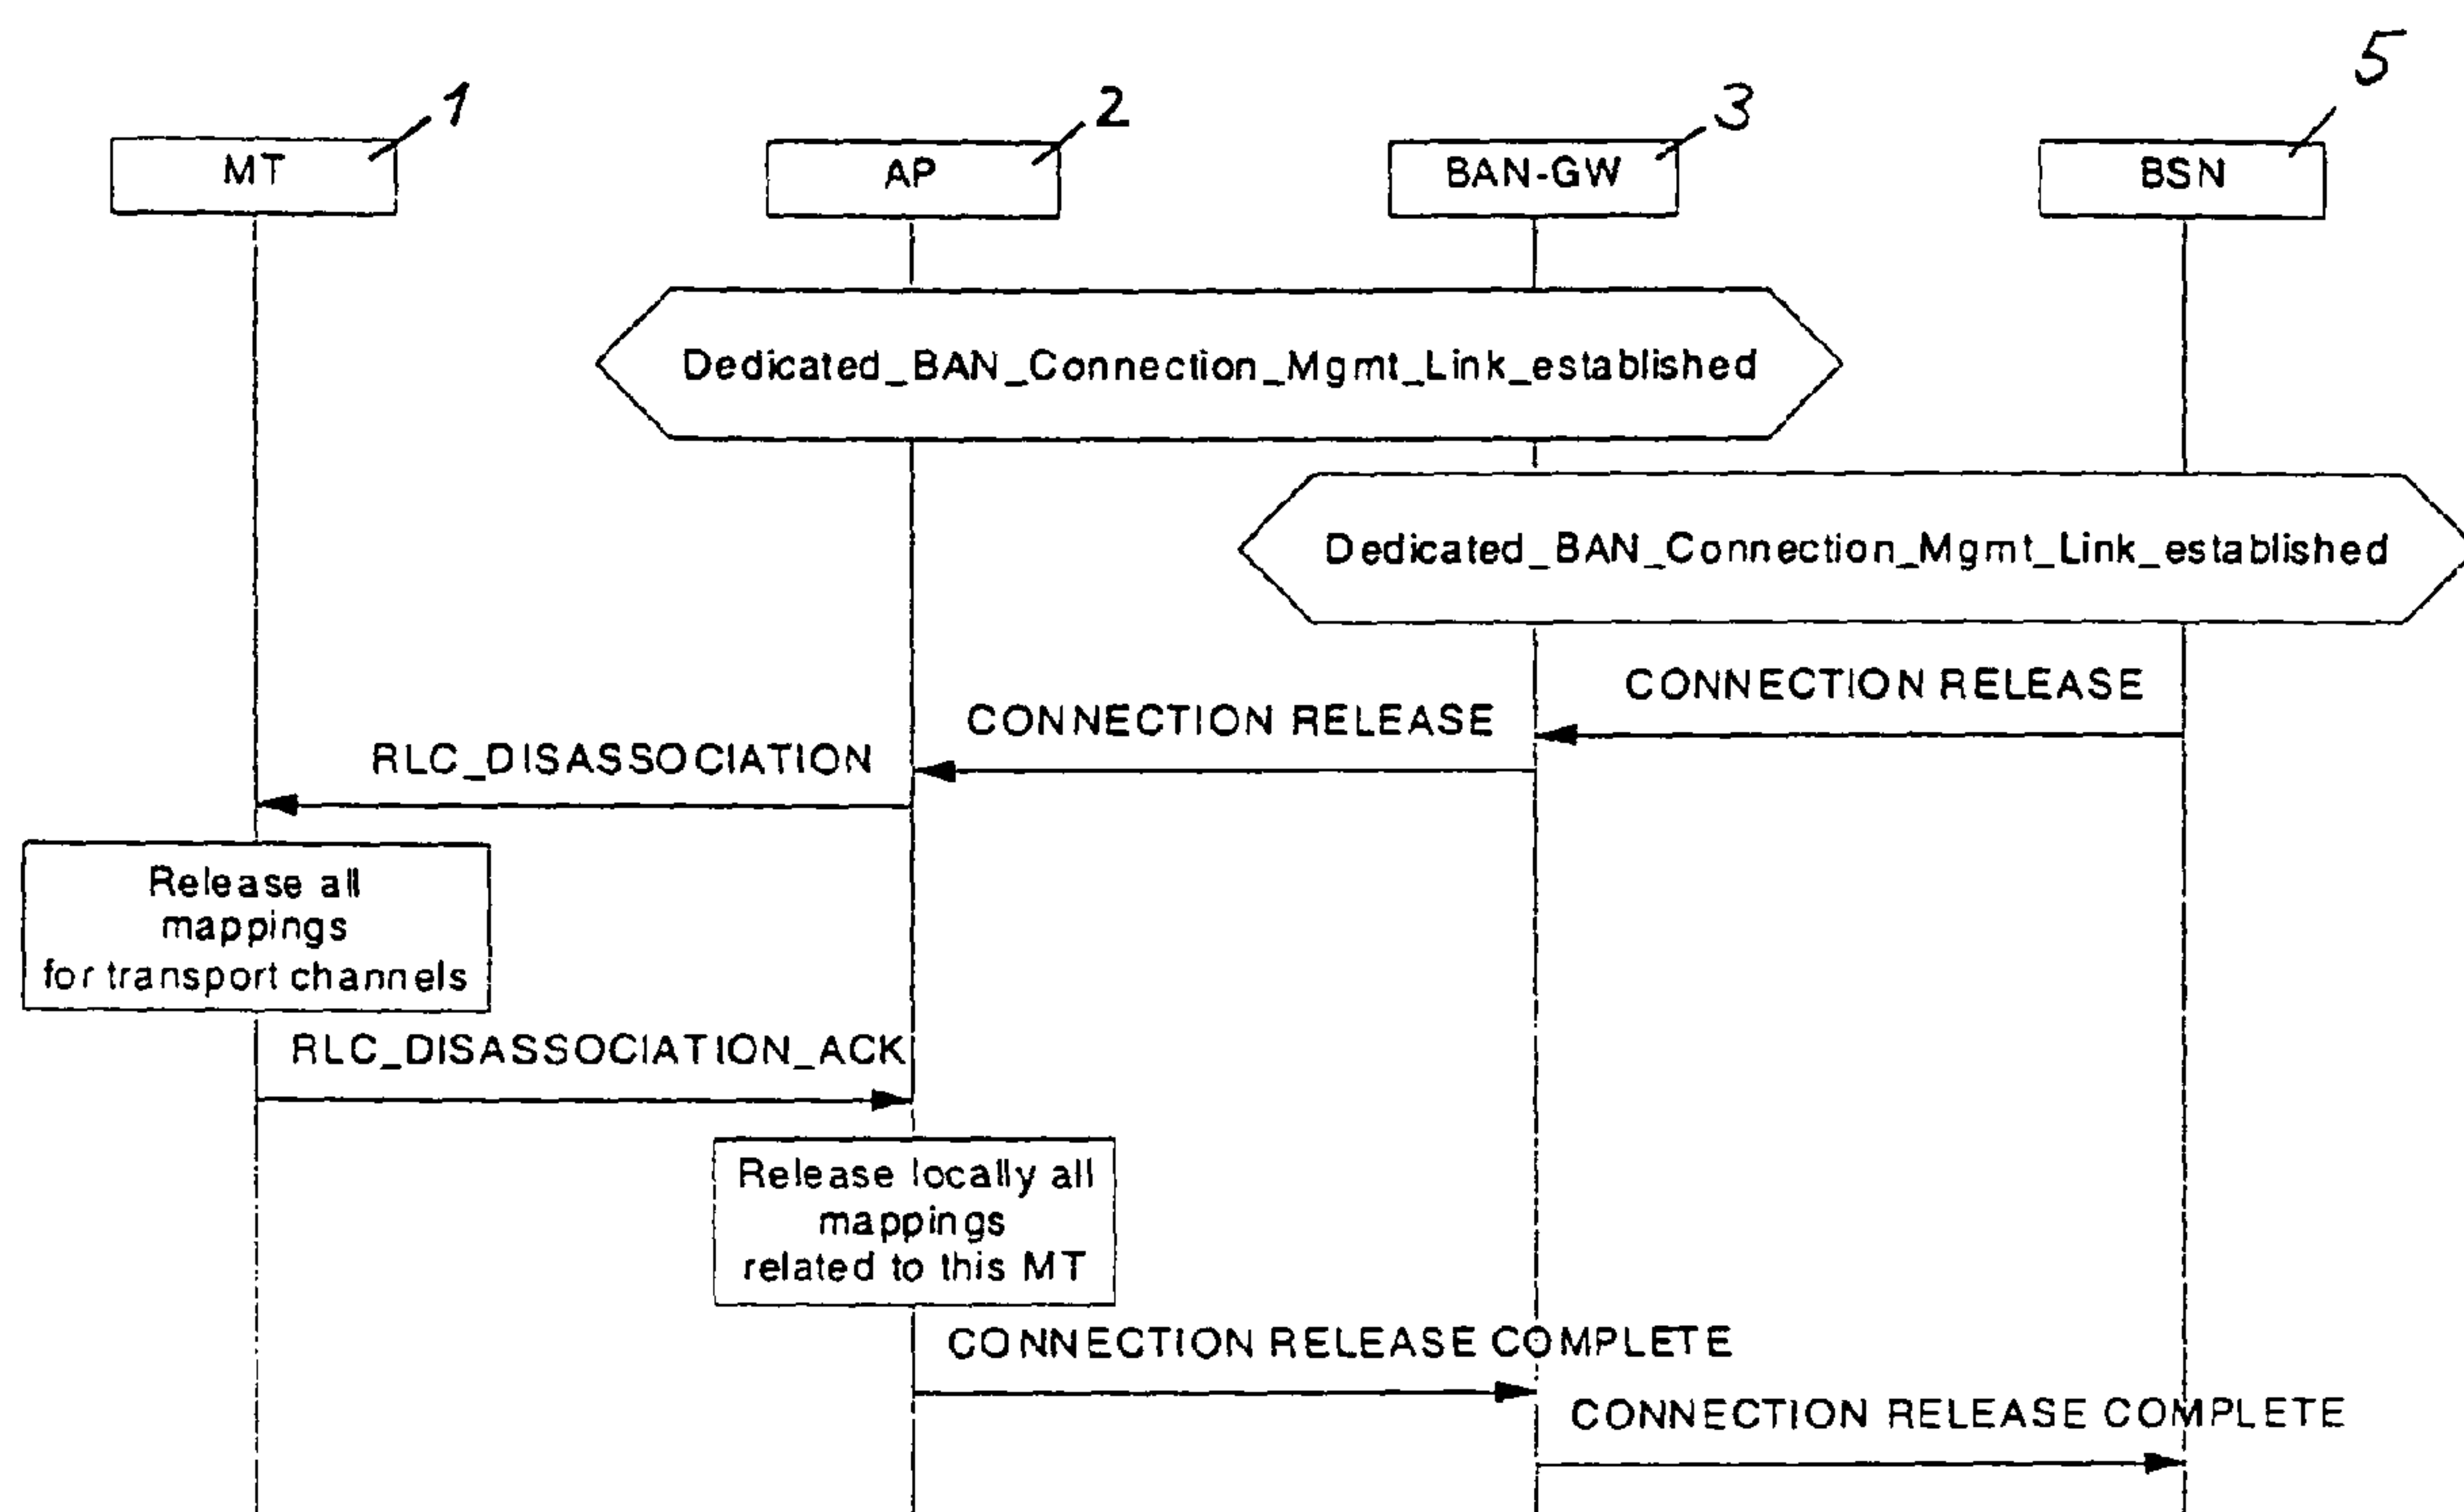 1
2
3
5
MT
AP
BAN-GW
BSN
Dedicated_BAN_Connection_Mgmt_Link_established
Dedicated_BAN_Connection_Mgmt_Link_established
CONNECTION RELEASE
CONNECTION RELEASE
RLC_DISASSOCIATION
Release all
mappings
for transport channels
RLC_DISASSOCIATION_ACK
Release locally all
mappings
related to this MT
CONNECTION RELEASE COMPLETE
CONNECTION RELEASE COMPLETE